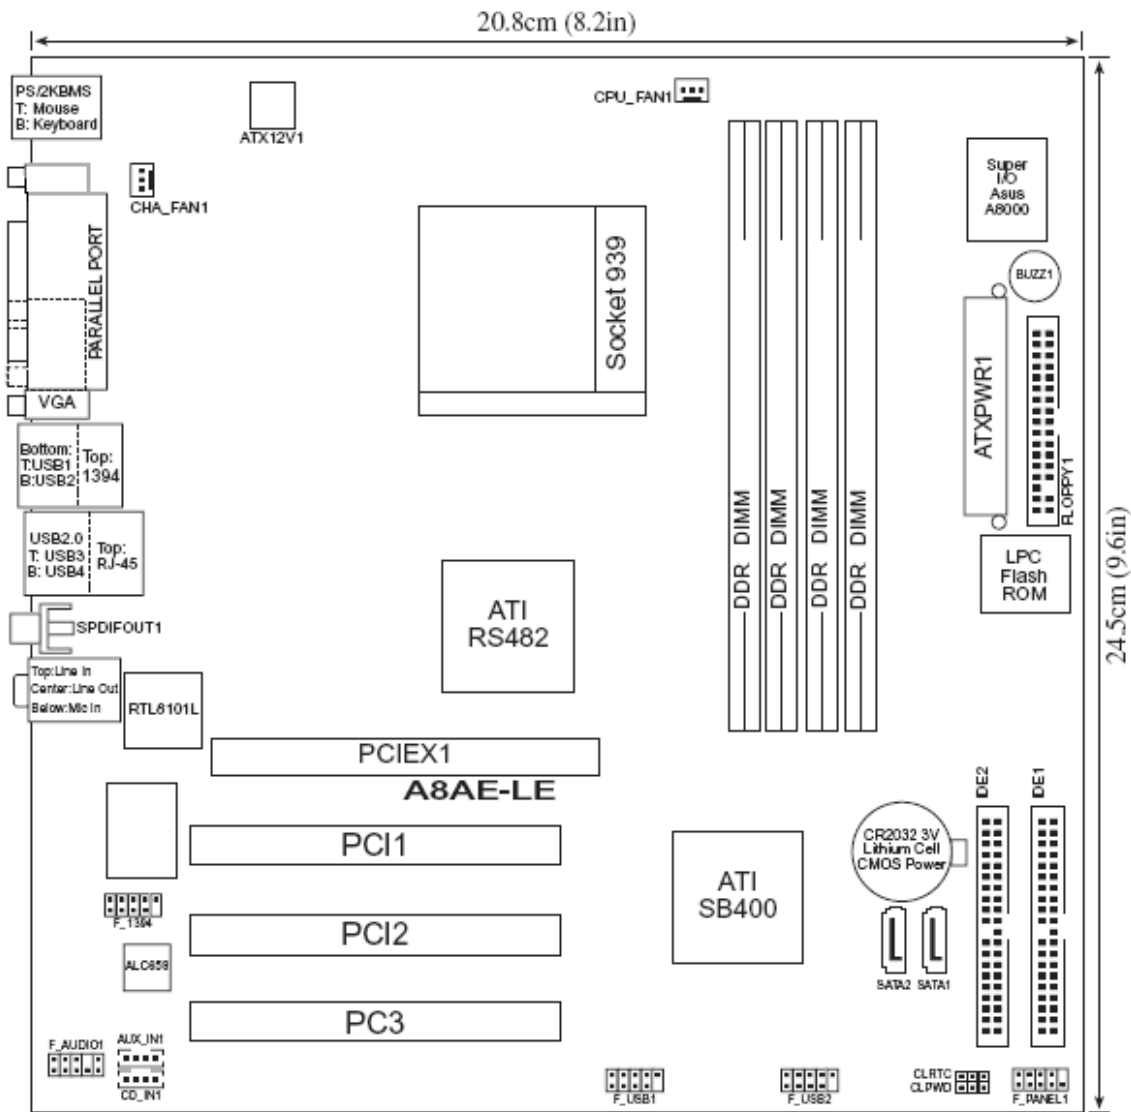 20.8cm (8.2in)
PS/2KBMS
T: Mouse
B: Keyboard
ATX12V1
CPU_FAN1
CHA_FAN1
Super
I/O
Asus
A8000
BUZZ1
PARALLEL PORT
Socket 939
ATXPWR1
FLOPPY1
VGA
Bottom:
T:USB1
B:USB2
Top:
1394
DDR DIMM
DDR DIMM
DDR DIMM
DDR DIMM
24.5cm (9.6in)
USB2.0
T: USB3
B: USB4
Top:
RJ-45
LPC
Flash
ROM
ATI
RS482
SPDIFOUT1
Top:Line In
Center:Line Out
Below:Mic In
RTL8101L
PCIEX1
A8AE-LE
IDE2
IDE1
PCI1
CR2032 3V
Lithium Cell
CMOS Power
ATI
SB400
F_1394
PCI2
ALC658
SATA2
SATA1
PC3
F_AUDIO1
AUX_IN1
CD_IN1
F_USB1
F_USB2
CLRTC
CLPWD
F_PANEL1